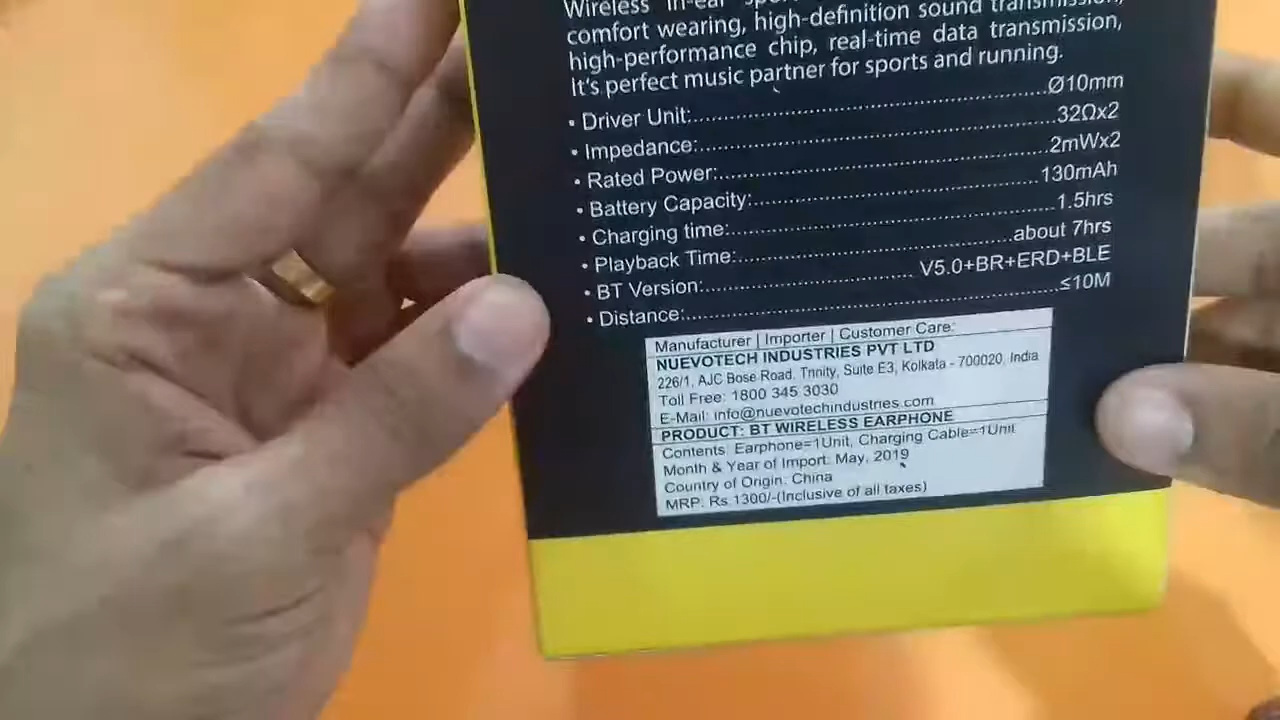 Wireless in-ear
comfort wearing, high-definition sound transmission,
high-performance chip, real-time data transmission,
It's perfect music partner for sports and running.
• Driver Unit:..........Ø10mm
• Impedance:..........32Ωx2
• Rated Power:..........2mWx2
• Battery Capacity:..........130mAh
• Charging time:..........1.5hrs
• Playback Time:..........about 7hrs
• BT Version:..........V5.0+BR+ERD+BLE
• Distance:..........≤10M
Manufacturer | Importer | Customer Care:
NUEVOTECH INDUSTRIES PVT LTD
226/1, AJC Bose Road, Trinity, Suite E3, Kolkata - 700020, India
Toll Free: 1800 345 3030
E-Mail: info@nuevotechindustries.com
PRODUCT: BT WIRELESS EARPHONE
Contents: Earphone=1Unit, Charging Cable=1Unit
Month & Year of Import: May, 2019
Country of Origin: China
MRP: Rs.1300/-(Inclusive of all taxes)